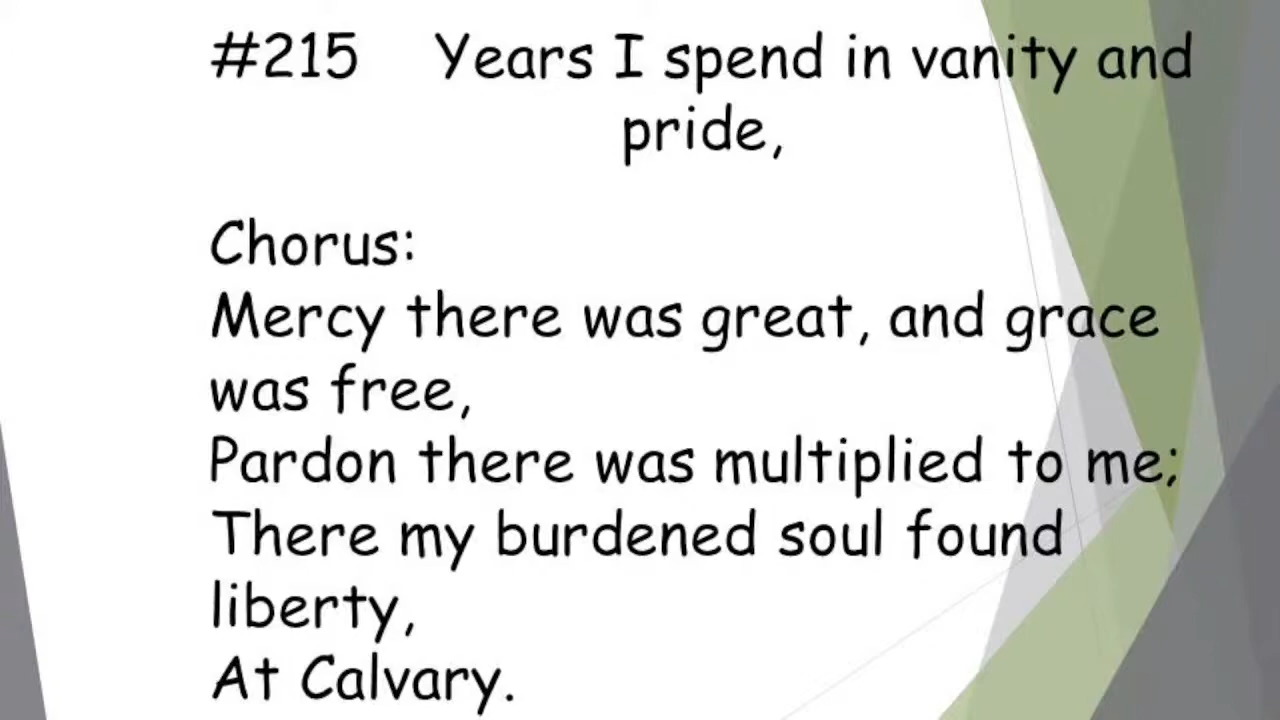 #215 Years I spend in vanity and
pride,
Chorus:
Mercy there was great, and grace
was free,
Pardon there was multiplied to me;
There my burdened soul found
liberty,
At Calvary.